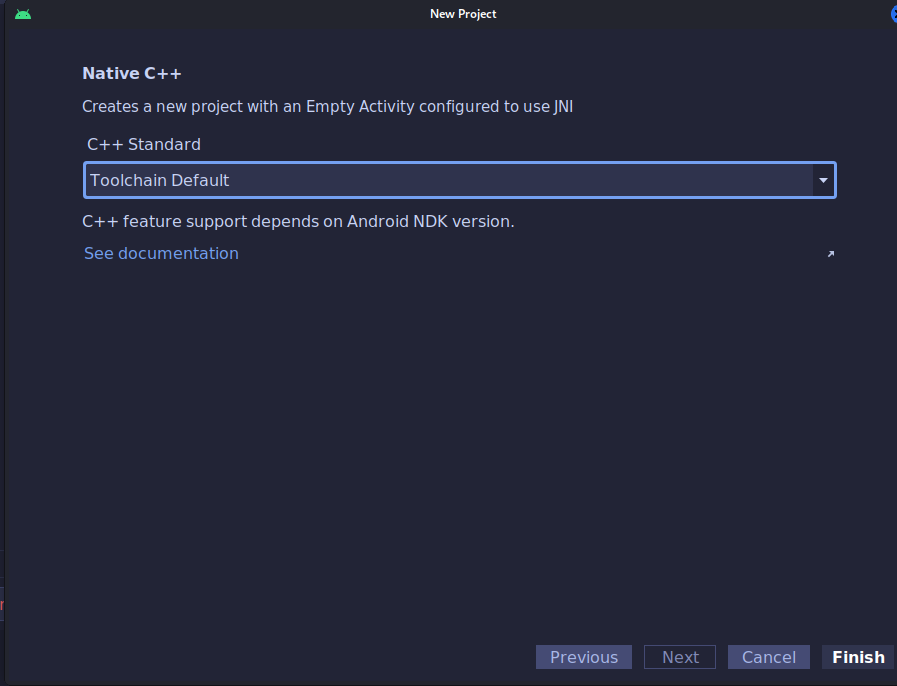 New Project
Native C++
Creates a new project with an Empty Activity configured to use JNI
C++ Standard
Toolchain Default
C++ feature support depends on Android NDK version.
See documentation
Previous
Next
Cancel
Finish